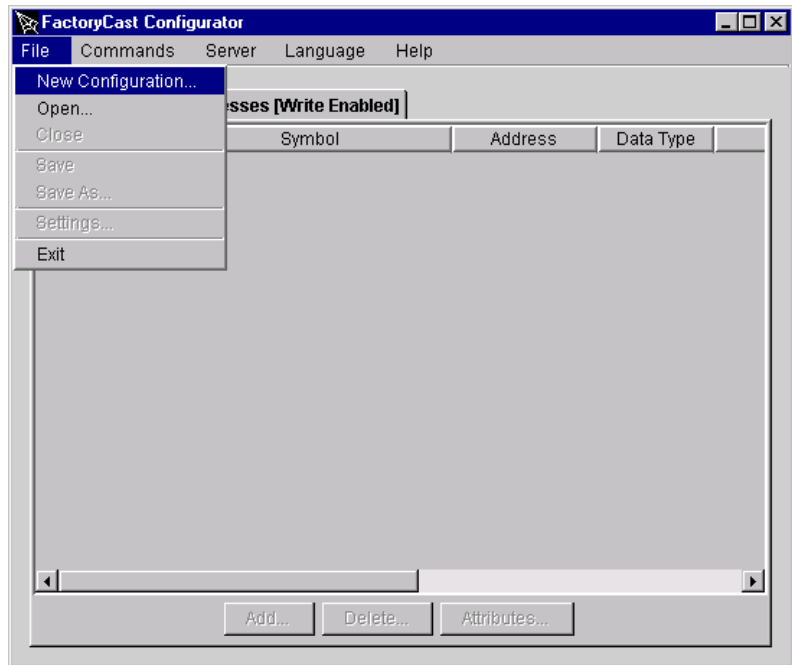 FactoryCast Configurator
File Commands Server Language Help
New Configuration...
Open...
Close
Save
Save As...
Settings...
Exit
[Write Enabled]
Symbol Address Data Type
Add... Delete... Attributes...